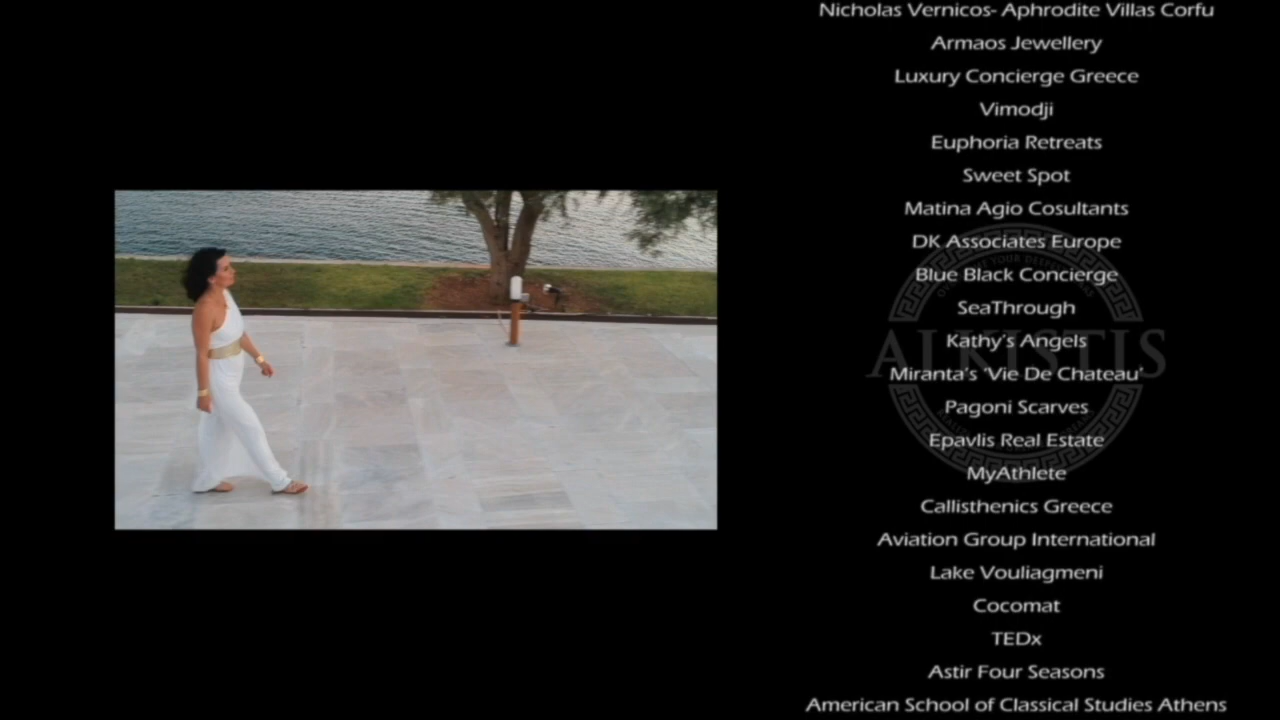 Nicholas Vernicos- Aphrodite Villas Corfu
Armaos Jewellery
Luxury Concierge Greece
Vimodji
Euphoria Retreats
Sweet Spot
Matina Agio Cosultants
DK Associates Europe
Blue Black Concierge
SeaThrough
Kathy's Angels
ALKISTIS
Miranta's 'Vie De Chateau'
Pagoni Scarves
Epavlis Real Estate
MyAthlete
Callisthenics Greece
Aviation Group International
Lake Vouliagmeni
Cocomat
TEDx
Astir Four Seasons
American School of Classical Studies Athens